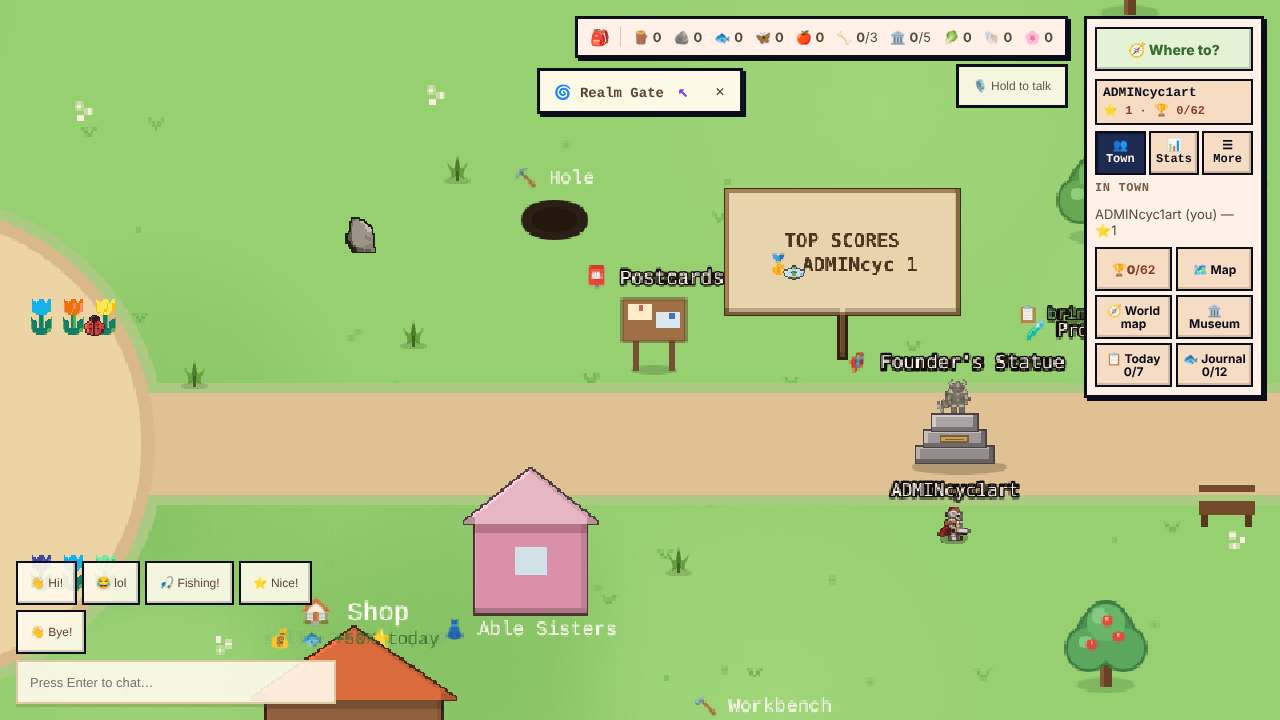 0 0 0 0 0 0/3 0/5 0 0 0
Realm Gate ×
Hold to talk
Where to?
ADMINcyc1art
1 · 0/62
Town
Stats
More
IN TOWN
ADMINcyc1art (you) —
1
0/62
Map
World
map
Museum
Today
0/7
Journal
0/12
Hole
TOP SCORES
ADMINcyc 1
Postcards
Founder's Statue
ADMINcyc1art
Able Sisters
Shop
today
Workbench
Hi!
lol
Fishing!
Nice!
Bye!
Press Enter to chat…